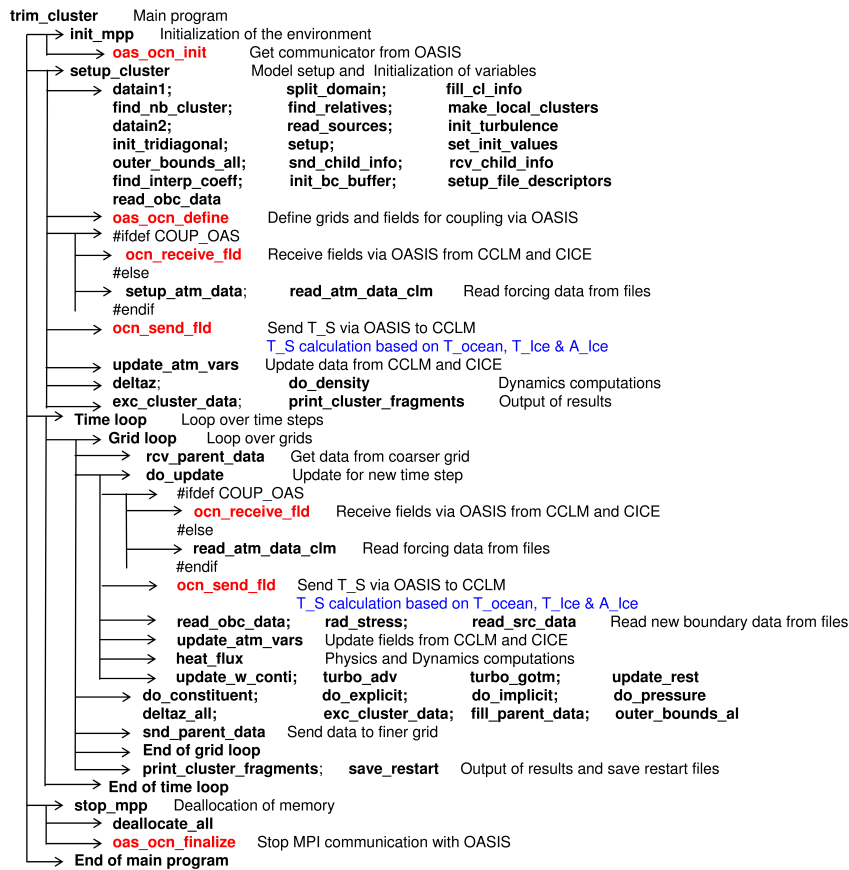 trim_cluster Main program
init_mpp Initialization of the environment
oas_ocn_init Get communicator from OASIS
setup_cluster Model setup and Initialization of variables
datain1; split_domain; fill_cl_info
find_nb_cluster; find_relatives; make_local_clusters
datain2; read_sources; init_turbulence
init_tridiagonal; setup; set_init_values
outer_bounds_all; snd_child_info; rcv_child_info
find_interp_coeff; init_bc_buffer; setup_file_descriptors
read_obc_data
oas_ocn_define Define grids and fields for coupling via OASIS
#ifdef COUP_OAS
ocn_receive_fld Receive fields via OASIS from CCLM and CICE
#else
setup_atm_data; read_atm_data_clm Read forcing data from files
#endif
ocn_send_fld Send T_S via OASIS to CCLM
T_S calculation based on T_ocean, T_Ice & A_Ice
update_atm_vars Update data from CCLM and CICE
deltaz; do_density Dynamics computations
exc_cluster_data; print_cluster_fragments Output of results
Time loop Loop over time steps
Grid loop Loop over grids
rcv_parent_data Get data from coarser grid
do_update Update for new time step
#ifdef COUP_OAS
ocn_receive_fld Receive fields via OASIS from CCLM and CICE
#else
read_atm_data_clm Read forcing data from files
#endif
ocn_send_fld Send T_S via OASIS to CCLM
T_S calculation based on T_ocean, T_Ice & A_Ice
read_obc_data; rad_stress; read_src_data Read new boundary data from files
update_atm_vars Update fields from CCLM and CICE
heat_flux Physics and Dynamics computations
update_w_conti; turbo_adv turbo_gotm; update_rest
do_constituent; do_explicit; do_implicit; do_pressure
deltaz_all; exc_cluster_data; fill_parent_data; outer_bounds_al
snd_parent_data Send data to finer grid
End of grid loop
print_cluster_fragments; save_restart Output of results and save restart files
End of time loop
stop_mpp Deallocation of memory
deallocate_all
oas_ocn_finalize Stop MPI communication with OASIS
End of main program